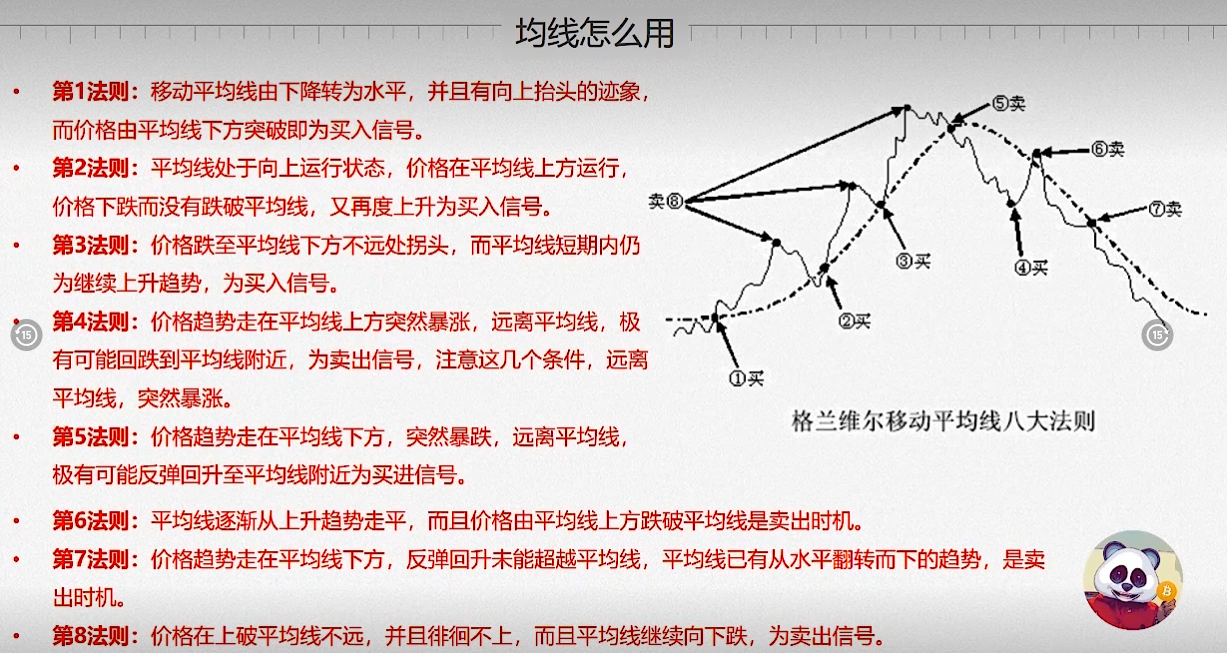 均线怎么用
• 第1法则：移动平均线由下降转为水平，并且有向上抬头的迹象，
而价格由平均线下方突破即为买入信号。
• 第2法则：平均线处于向上运行状态，价格在平均线上方运行，
价格下跌而没有跌破平均线，又再度上升为买入信号。
• 第3法则：价格跌至平均线下方不远处拐头，而平均线短期内仍
为继续上升趋势，为买入信号。
• 第4法则：价格趋势走在平均线上方突然暴涨，远离平均线，极
有可能回跌到平均线附近，为卖出信号，注意这几个条件，远离
平均线，突然暴涨。
• 第5法则：价格趋势走在平均线下方，突然暴跌，远离平均线，
极有可能反弹回升至平均线附近为买进信号。
• 第6法则：平均线逐渐从上升趋势走平，而且价格由平均线上方跌破平均线是卖出时机。
• 第7法则：价格趋势走在平均线下方，反弹回升未能超越平均线，平均线已有从水平翻转而下的趋势，是卖
出时机。
• 第8法则：价格在上破平均线不远，并且徘徊不上，而且平均线继续向下跌，为卖出信号。
15
⑤卖
⑥卖
卖⑧
⑦卖
③买
④买
②买
15
①买
格兰维尔移动平均线八大法则